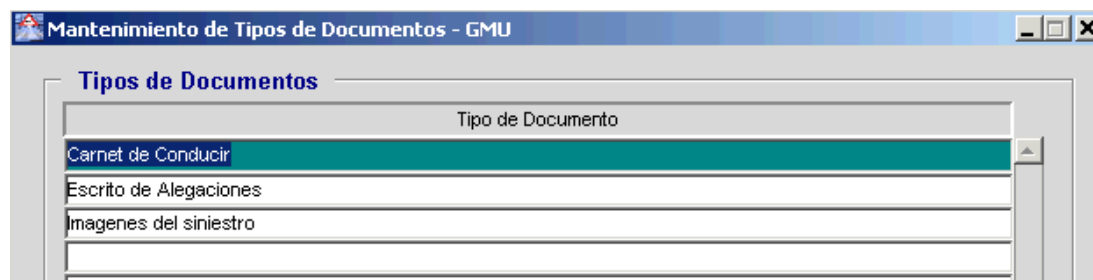 Mantenimiento de Tipos de Documentos - GMU
Tipos de Documentos
Tipo de Documento
Carnet de Conducir
Escrito de Alegaciones
Imagenes del siniestro